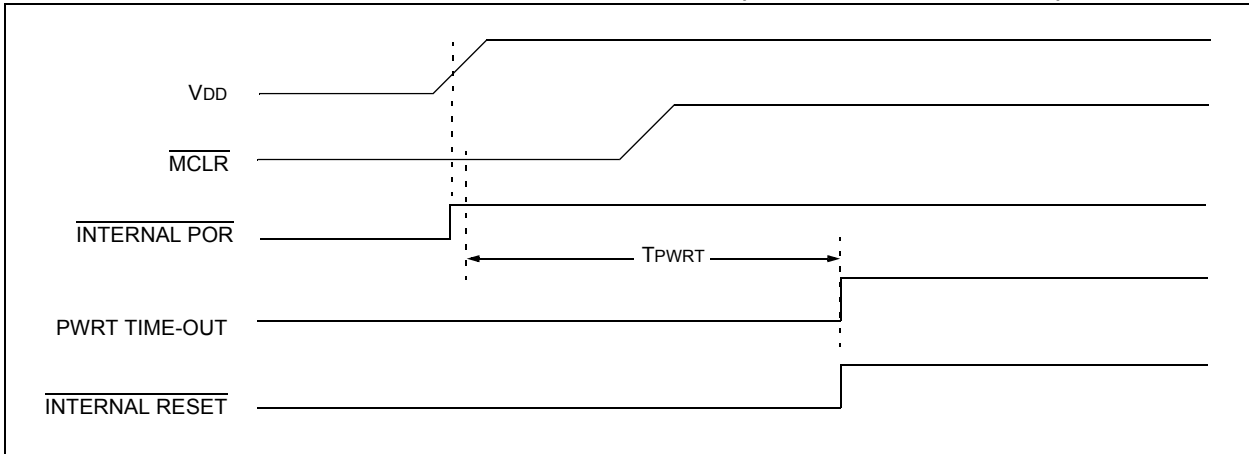 VDD
MCLR
INTERNAL POR
TPWRT
PWRT TIME-OUT
INTERNAL RESET